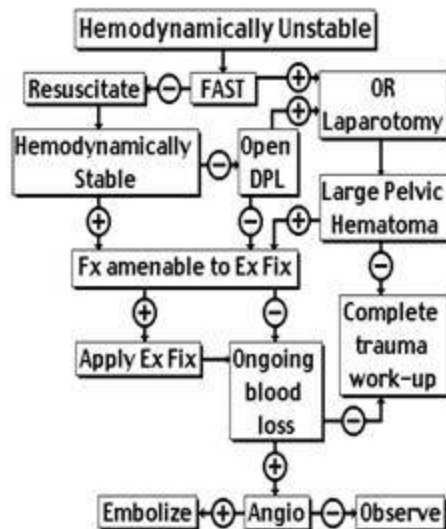 Hemodynamically Unstable
Resuscitate
−
FAST
+
OR
Laparotomy
+
Hemodynamically
Stable
−
Open
DPL
Large Pelvic
Hematoma
+
−
+
−
Fx amenable to Ex Fix
+
−
Complete
trauma
work-up
Apply Ex Fix
Ongoing
blood
loss
−
+
Embolize
+
Angio
−
Observe